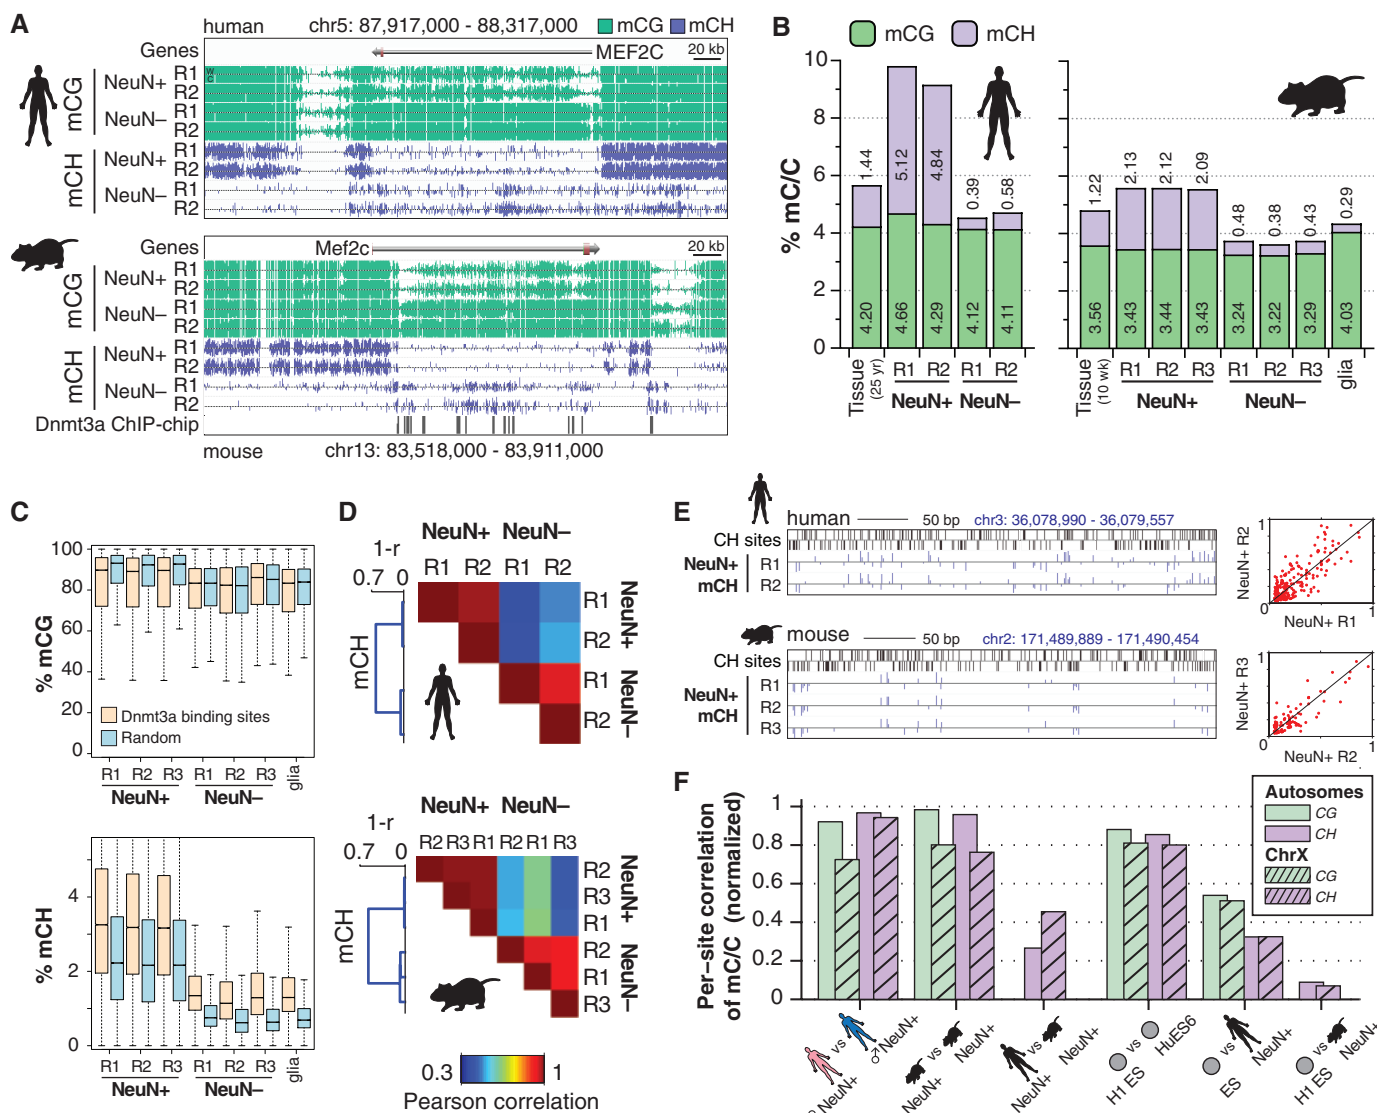 A
human
chr5: 87,917,000 - 88,317,000
mCG
mCH
Genes
MEF2C
20 kb
mCG
NeuN+
R1
R2
NeuN–
R1
R2
mCH
NeuN+
R1
R2
NeuN–
R1
R2
Genes
Mef2c
20 kb
mCG
NeuN+
R1
R2
NeuN–
R1
R2
mCH
NeuN+
R1
R2
NeuN–
R1
R2
Dnmt3a ChIP-chip
mouse
chr13: 83,518,000 - 83,911,000
B
mCG
mCH
% mC/C
10
8
6
4
2
0
1.44
5.12
4.84
0.39
0.58
4.20
4.66
4.29
4.12
4.11
Tissue
(25 yr)
R1
R2
R1
R2
NeuN+
NeuN–
1.22
2.13
2.12
2.09
0.48
0.38
0.43
0.29
3.56
3.43
3.44
3.43
3.24
3.22
3.29
4.03
Tissue
(10 wk)
R1
R2
R3
R1
R2
R3
glia
NeuN+
NeuN–
C
% mCG
100
80
60
40
20
0
Dnmt3a binding sites
Random
R1
R2
R3
R1
R2
R3
glia
NeuN+
NeuN–
% mCH
4
2
0
R1
R2
R3
R1
R2
R3
glia
NeuN+
NeuN–
D
NeuN+
NeuN–
1-r
0.7
0
R1
R2
R1
R2
mCH
R1
R2
R1
R2
NeuN+
NeuN–
NeuN+
NeuN–
1-r
0.7
0
R2
R3
R1
R2
R1
R3
mCH
R2
R3
R1
R2
R1
R3
NeuN+
NeuN–
0.3
1
Pearson correlation
E
human
50 bp
chr3: 36,078,990 - 36,079,557
CH sites
NeuN+
mCH
R1
R2
NeuN+ R2
1
0
1
NeuN+ R1
mouse
50 bp
chr2: 171,489,889 - 171,490,454
CH sites
NeuN+
mCH
R1
R2
R3
NeuN+ R3
1
0
1
NeuN+ R2
F
Per-site correlation
of mC/C (normalized)
1
0.8
0.6
0.4
0.2
0
Autosomes
CG
CH
ChrX
CG
CH
NeuN+
vs
♂ NeuN+
NeuN+
vs
NeuN+
NeuN+
vs
NeuN+
H1 ES
vs
HuES6
ES
vs
NeuN+
H1 ES
vs
NeuN+